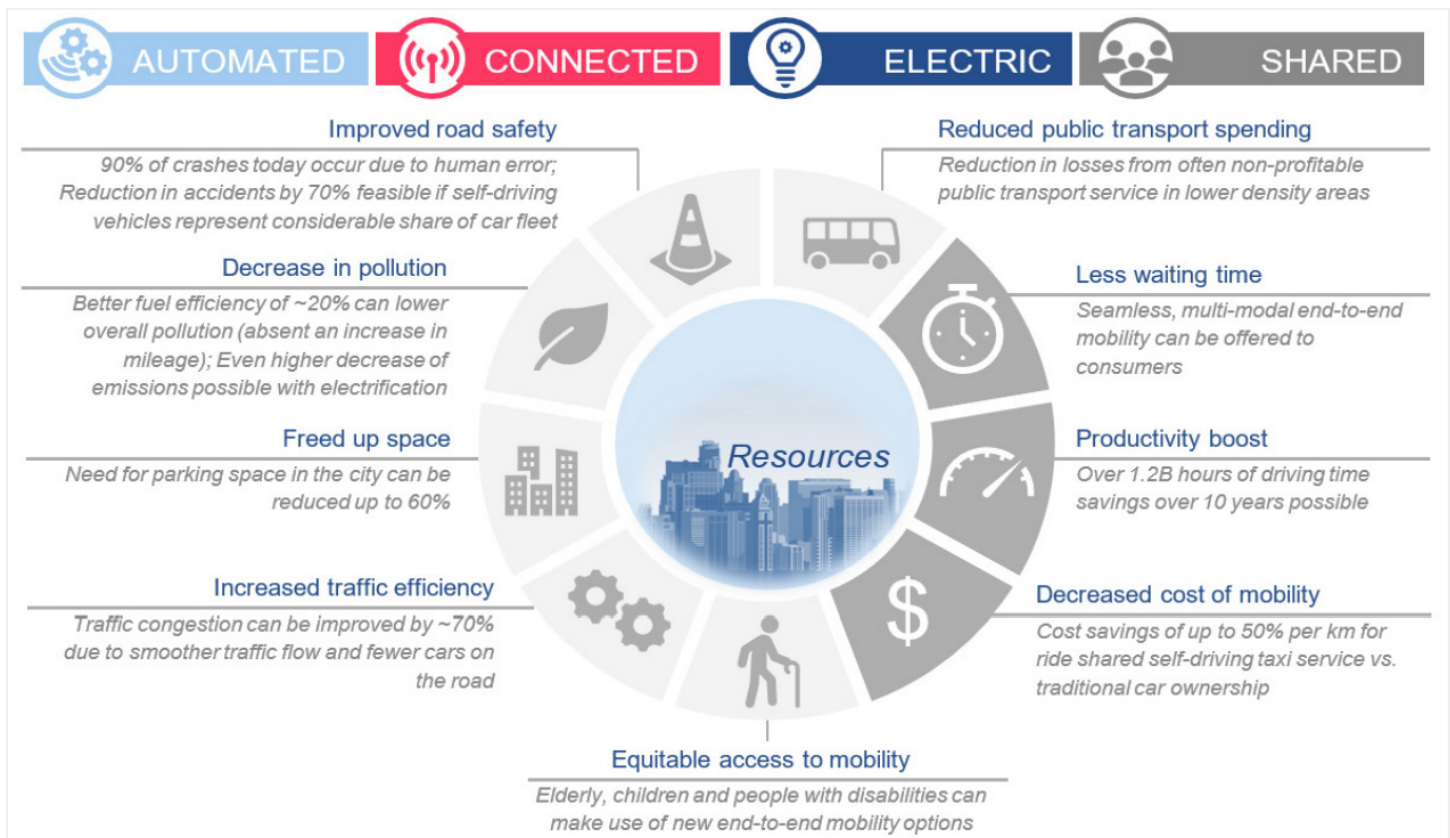 AUTOMATED
CONNECTED
ELECTRIC
SHARED
Improved road safety
90% of crashes today occur due to human error;
Reduction in accidents by 70% feasible if self-driving
vehicles represent considerable share of car fleet
Decrease in pollution
Better fuel efficiency of ~20% can lower
overall pollution (absent an increase in
mileage); Even higher decrease of
emissions possible with electrification
Freed up space
Need for parking space in the city can be
reduced up to 60%
Increased traffic efficiency
Traffic congestion can be improved by ~70%
due to smoother traffic flow and fewer cars on
the road
Resources
$
Reduced public transport spending
Reduction in losses from often non-profitable
public transport service in lower density areas
Less waiting time
Seamless, multi-modal end-to-end
mobility can be offered to
consumers
Productivity boost
Over 1.2B hours of driving time
savings over 10 years possible
Decreased cost of mobility
Cost savings of up to 50% per km for
ride shared self-driving taxi service vs.
traditional car ownership
Equitable access to mobility
Elderly, children and people with disabilities can
make use of new end-to-end mobility options